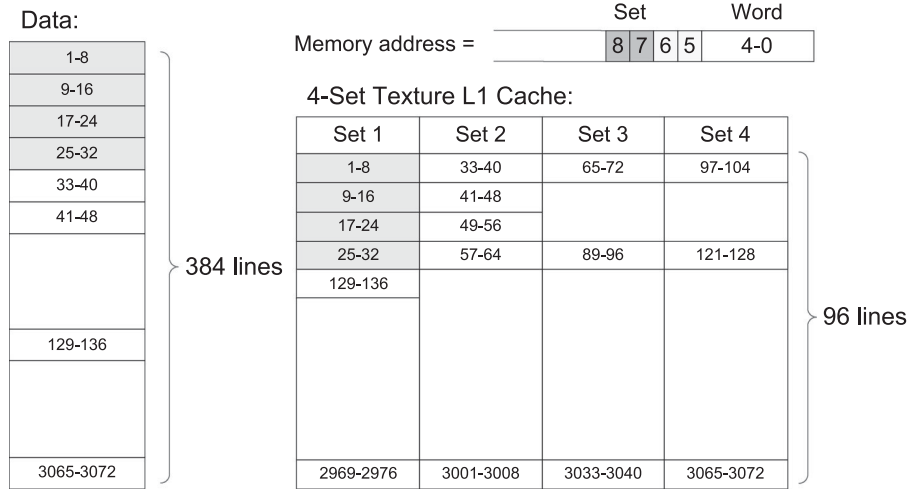 Data:
1-8
9-16
17-24
25-32
33-40
41-48
129-136
3065-3072
384 lines
Set Word
Memory address = 8 7 6 5 4-0
4-Set Texture L1 Cache:
Set 1 Set 2 Set 3 Set 4
1-8 33-40 65-72 97-104
9-16 41-48
17-24 49-56
25-32 57-64 89-96 121-128
129-136
2969-2976 3001-3008 3033-3040 3065-3072
96 lines